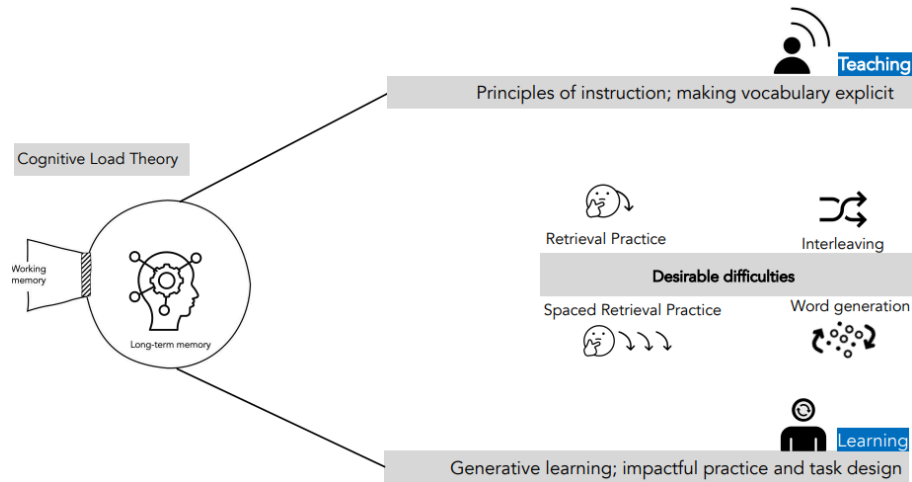 Teaching
Principles of instruction; making vocabulary explicit
Cognitive Load Theory
Working
memory
Long-term memory
Retrieval Practice
Interleaving
Desirable difficulties
Spaced Retrieval Practice
Word generation
Learning
Generative learning; impactful practice and task design